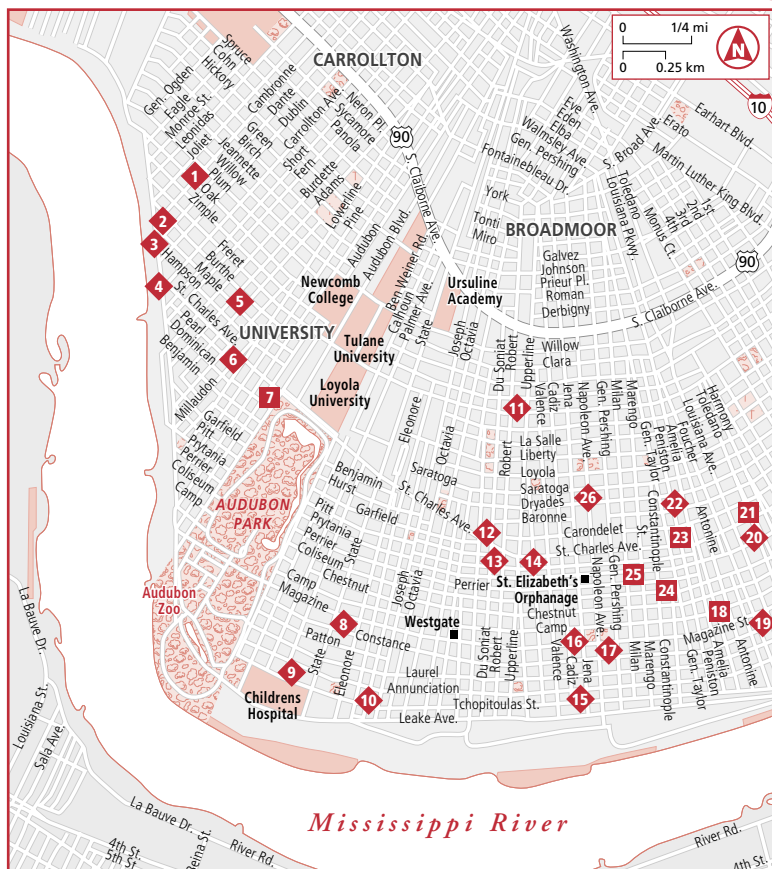 0 1/4 mi
0 0.25 km
N
10
90
90
CARROLLTON
BROADMOOR
UNIVERSITY
Spruce
Cohn
Hickory
Gen. Ogden
Eagle
Monroe St.
Leonidas
Joliet
Jeannette
Willow
Plum
Oak
Zimple
Cambronne
Dante
Dublin
Carrollton Ave.
Green
Birch
Short
Fern
Burdette
Adams
Lowerline
Pine
Neron Pl.
Sycamore
Panola
S. Claiborne Ave.
Audubon
Audubon Blvd.
Ben Weiner Rd.
Calhoun
Palmer Ave.
State
Washington Ave.
Eve
Eden
Elba
Walmsley Ave.
Gen. Pershing
Fontainebleau Dr.
S. Broad Ave.
Erato
Earhart Blvd.
Martin Luther King Blvd.
Toledano
Louisiana Pkwy.
1st
2nd
3rd
4th
Monus Ct.
York
Tonti
Miro
Galvez
Johnson
Prieur Pl.
Roman
Derbigny
S. Claiborne Ave.
Willow
Clara
Hampson
St. Charles Ave.
Freret
Burthe
Maple
Pearl
Dominican
Benjamin
Millaudon
Newcomb
College
Tulane
University
Loyola
University
Ursuline
Academy
Joseph
Octavia
Du Soniat
Robert
Upperline
Valence
Cadiz
Jena
Napoleon Ave.
Gen. Pershing
Milan
Marengo
Gen. Taylor
Peniston
Amelia
Foucher
Louisiana Ave.
Toledano
Harmony
Garfield
Pitt
Prytania
Perrier
Coliseum
Camp
AUDUBON
PARK
Audubon
Zoo
Eleonore
Octavia
Saratoga
Robert
La Salle
Liberty
Loyola
Saratoga
Dryades
Baronne
Carondelet
St. Charles Ave.
Constantinople
St.
Antonine
Benjamin
Hurst
Garfield
St. Charles Ave.
Pitt
Prytania
Perrier
Coliseum
State
Chestnut
Camp
Magazine
Joseph
Octavia
Perrier
St. Elizabeth's
Orphanage
Napoleon Ave.
Gen. Pershing
Chestnut
Camp
Westgate
Patton
State
Constance
Eleonore
Laurel
Annunciation
Du Soniat
Robert
Upperline
Valence
Cadiz
Jena
Milan
Marengo
Constantinople
Gen. Taylor
Peniston
Amelia
Antonine
Magazine St.
Tchopitoulas St.
Leake Ave.
Childrens
Hospital
La Bauve Dr.
Louisiana St.
Sala Ave.
La Bauve Dr.
River Rd.
4th St.
5th St.
Reina St.
Mississippi River
River Rd.
4th St.
1
2
3
4
5
6
7
8
9
10
11
12
13
14
15
16
17
18
19
20
21
22
23
24
25
26